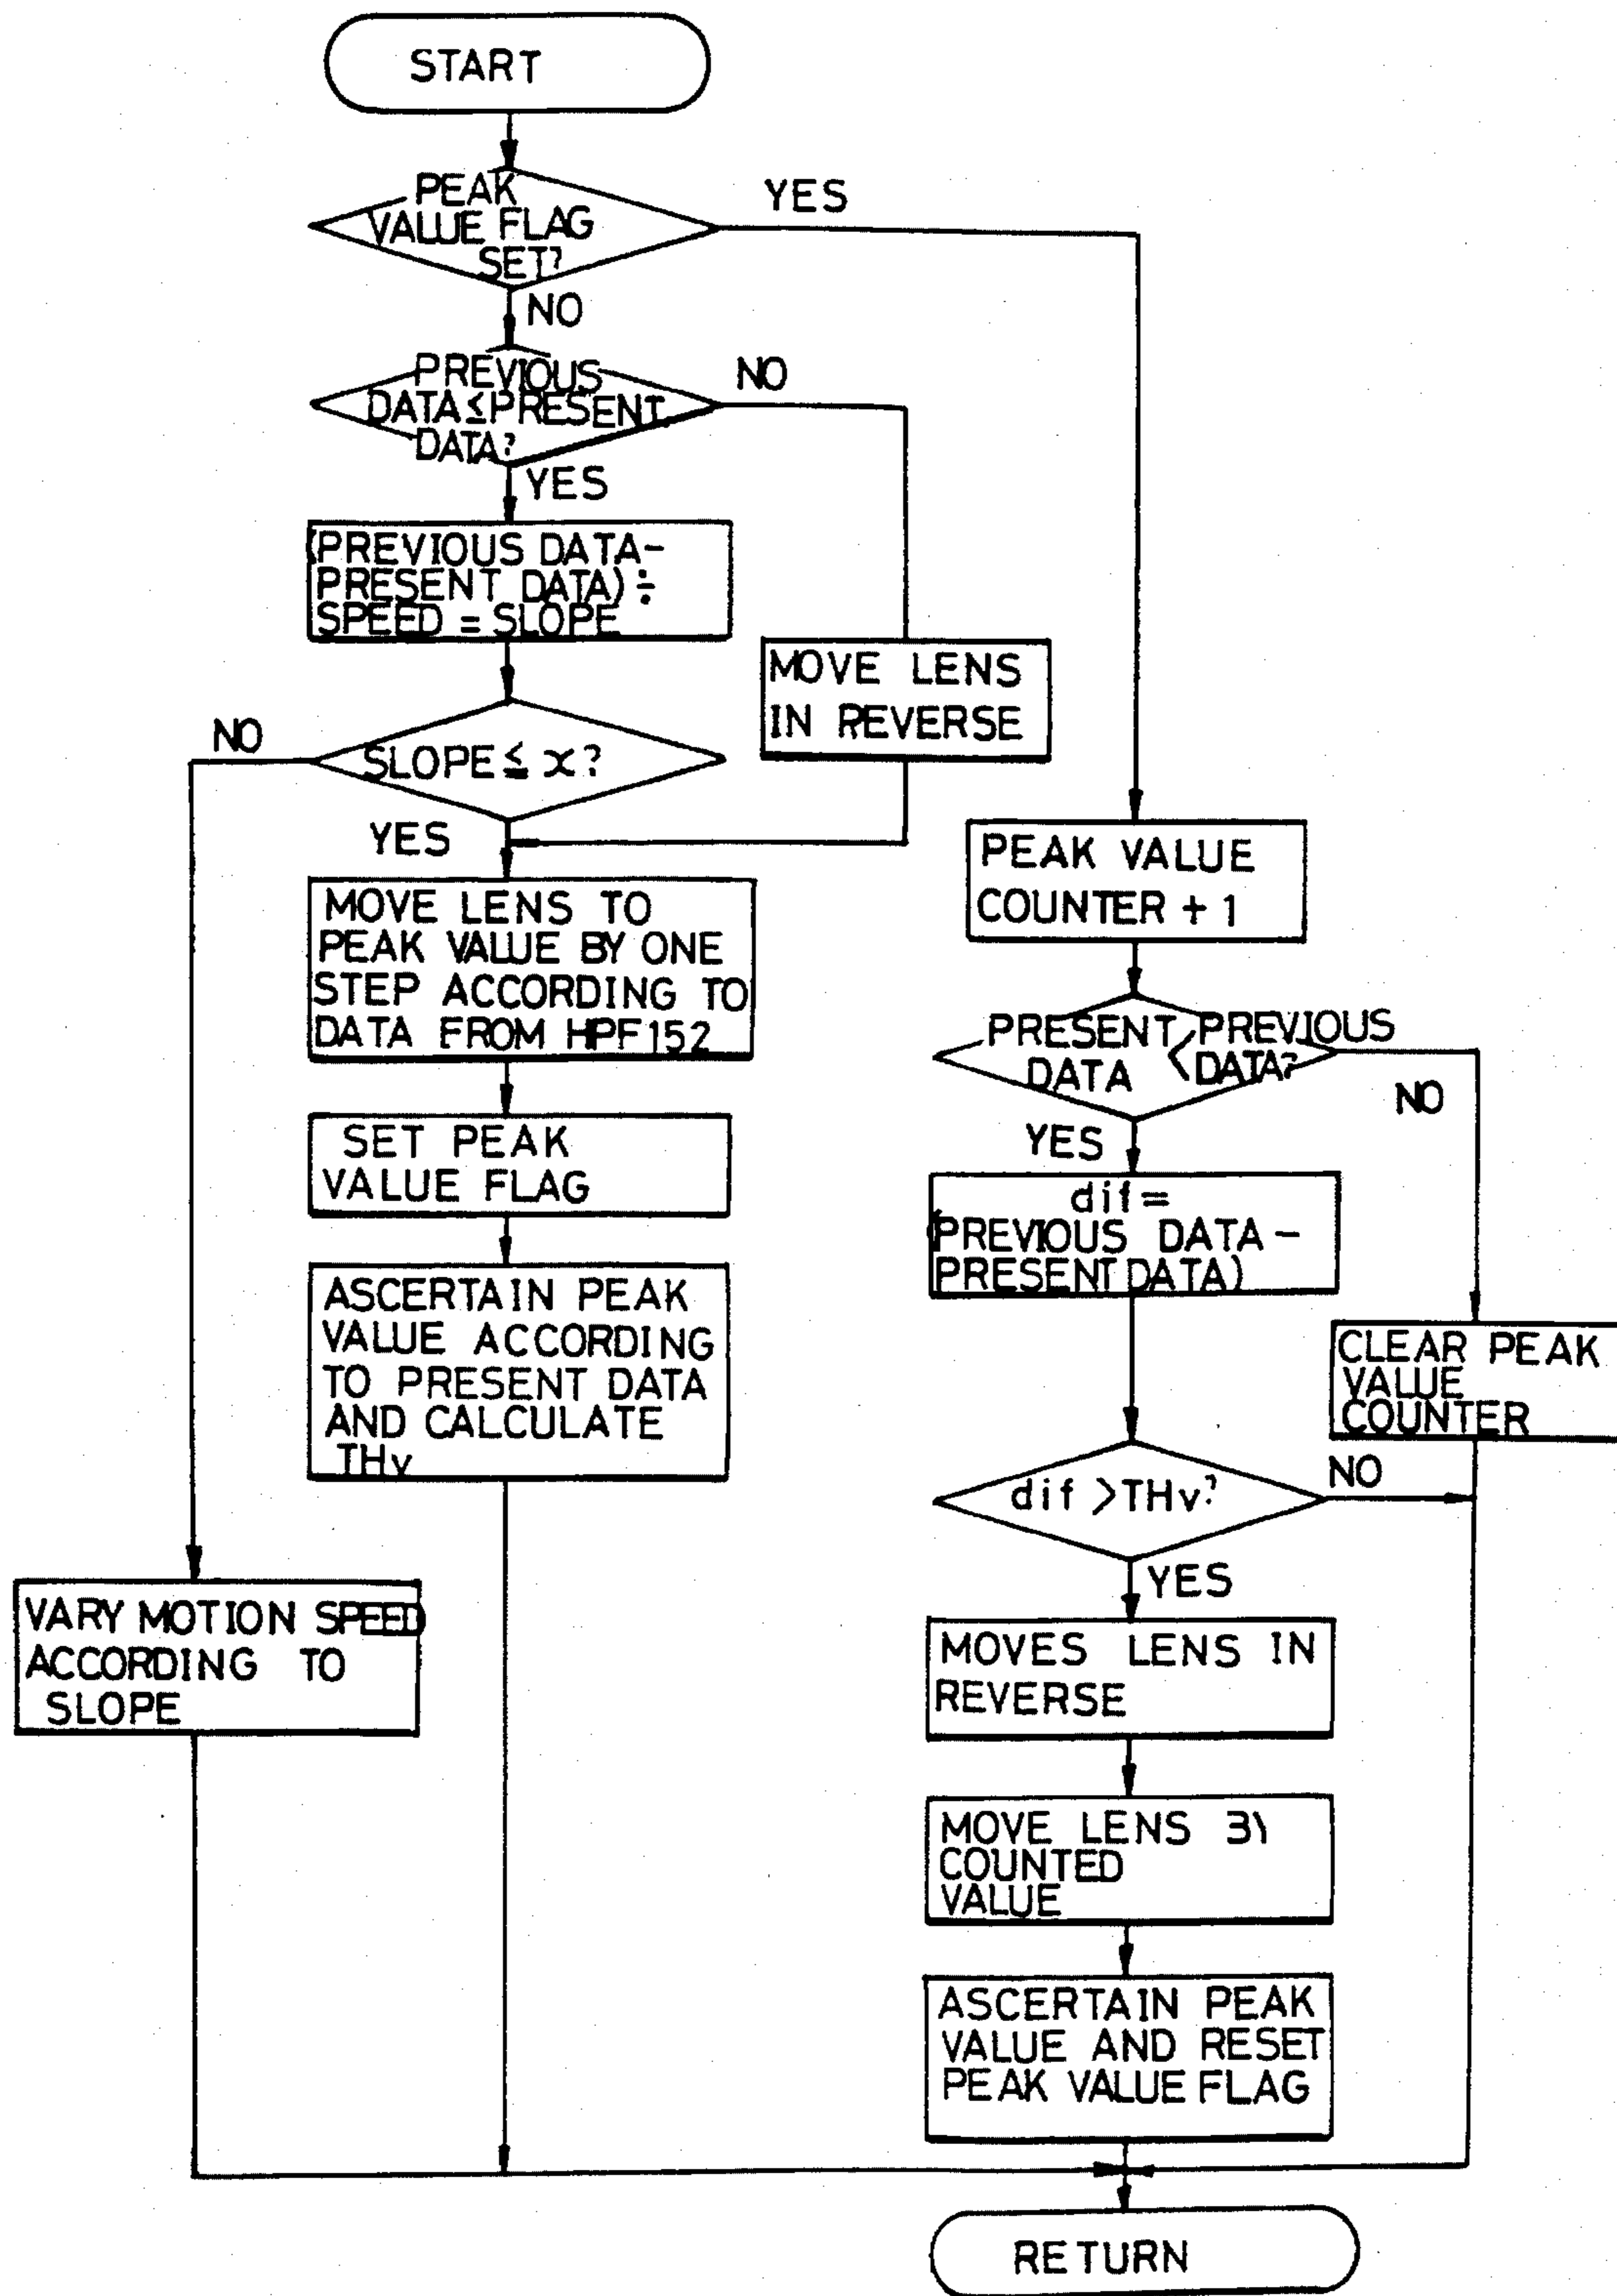 START
PEAK
VALUE FLAG
SET?
YES
NO
PREVIOUS
DATA≤PRESENT
DATA?
NO
YES
(PREVIOUS DATA-
PRESENT DATA) ÷
SPEED = SLOPE
MOVE LENS
IN REVERSE
NO
SLOPE ≤ x?
YES
MOVE LENS TO
PEAK VALUE BY ONE
STEP ACCORDING TO
DATA FROM HPF152
SET PEAK
VALUE FLAG
ASCERTAIN PEAK
VALUE ACCORDING
TO PRESENT DATA
AND CALCULATE
THv
VARY MOTION SPEED
ACCORDING TO
SLOPE
PEAK VALUE
COUNTER + 1
PRESENT < PREVIOUS
DATA DATA?
NO
YES
dif =
(PREVIOUS DATA -
PRESENT DATA)
CLEAR PEAK
VALUE
COUNTER
dif > THv?
NO
YES
MOVES LENS IN
REVERSE
MOVE LENS
COUNTED
VALUE
ASCERTAIN PEAK
VALUE AND RESET
PEAK VALUE FLAG
RETURN